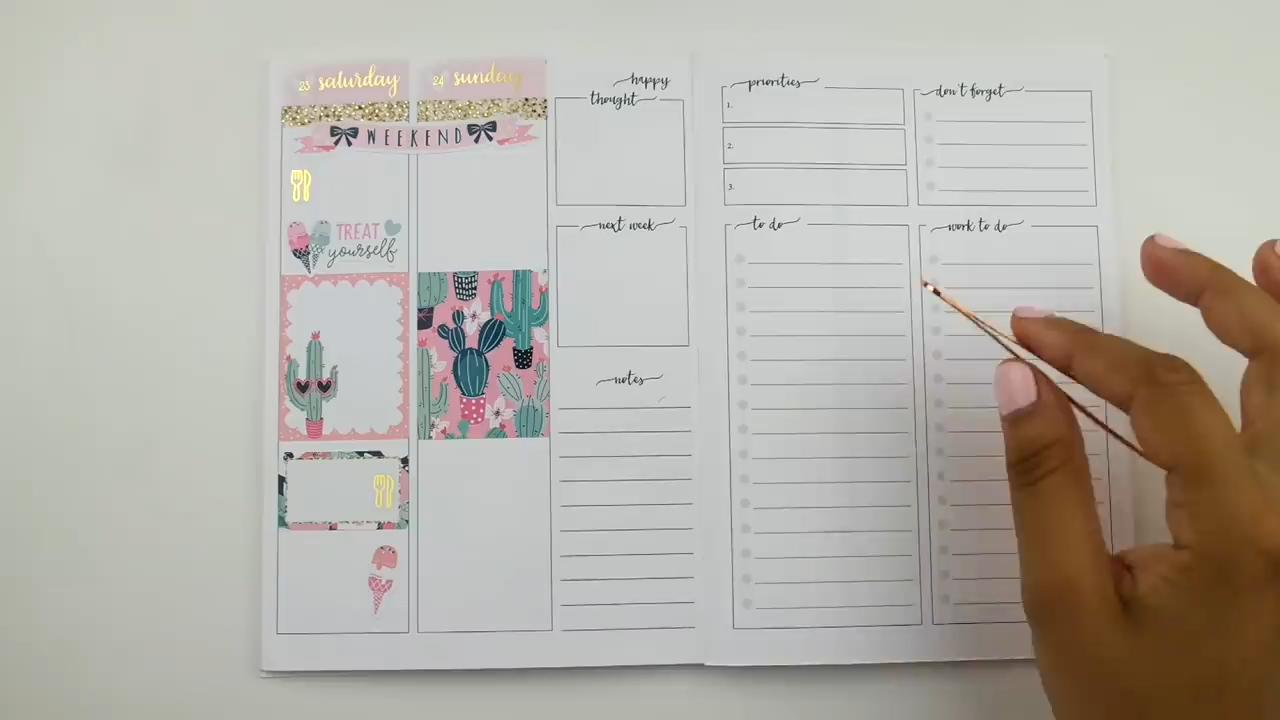 23 saturday
24 sunday
WEEKEND
TREAT
yourself
happy
thought
next week
notes
priorities
1.
2.
3.
don't forget
to do
work to do